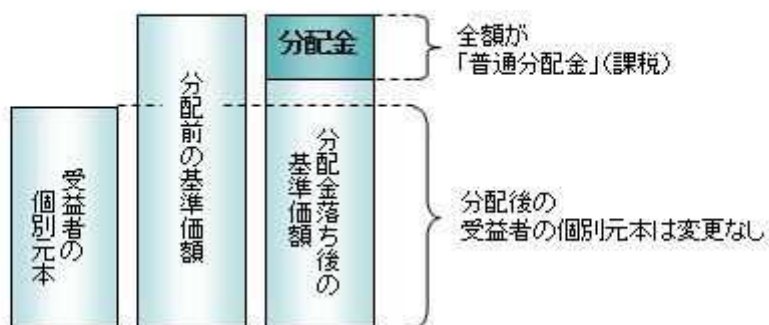 受益者の
個別元本
分配前の基準価額
分配金
分配金落ち後の
基準価額
全額が
「普通分配金」(課税)
分配後の
受益者の個別元本は変更なし